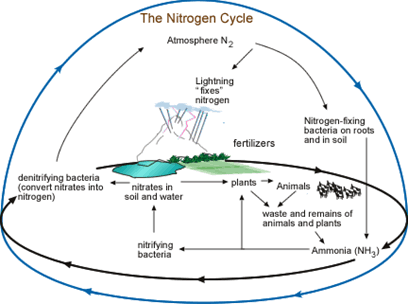 The Nitrogen Cycle
Atmosphere N2
Lightning
"fixes"
nitrogen
Nitrogen-fixing
bacteria on roots
and in soil
fertilizers
denitrifying bacteria
(convert nitrates into
nitrogen)
nitrates in
soil and water
plants
Animals
waste and remains of
animals and plants
nitrifying
bacteria
Ammonia (NH3)